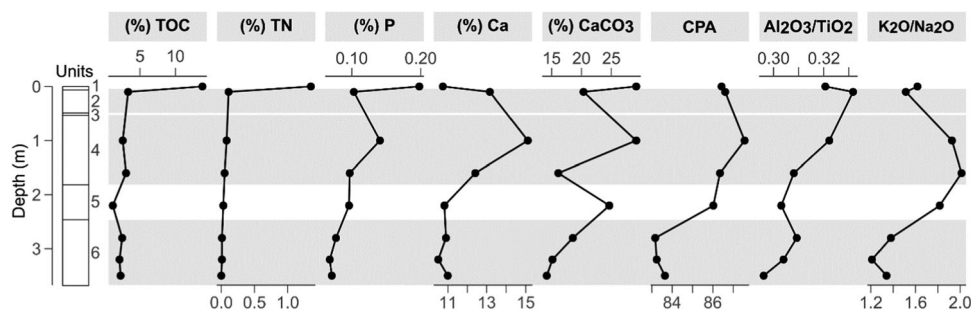 (%) TOC (%) TN (%) P (%) Ca (%) CaCO3 CPA Al2O3/TiO2 K2O/Na2O
5 10 0.10 0.20 15 20 25 0.30 0.32
Units
0 1
2
3
1 4
2 5
3 6
Depth (m)
0.0 0.5 1.0 11 13 15 84 86 1.2 1.6 2.0